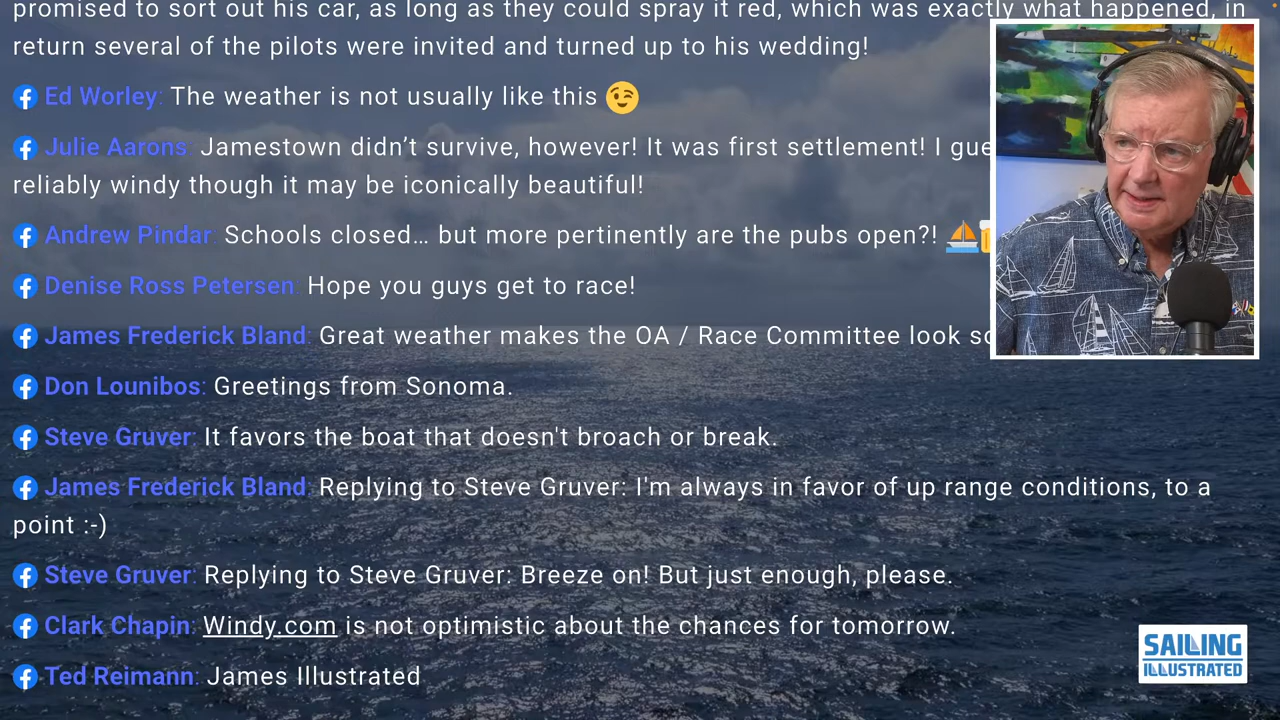 promised to sort out his car, as long as they could spray it red, which was exactly what happened, in
return several of the pilots were invited and turned up to his wedding!
Ed Worley: The weather is not usually like this 😉
Julie Aarons: Jamestown didn’t survive, however! It was first settlement! I gue
reliably windy though it may be iconically beautiful!
Andrew Pindar: Schools closed… but more pertinently are the pubs open?! ⛵🍺
Denise Ross Petersen: Hope you guys get to race!
James Frederick Bland: Great weather makes the OA / Race Committee look so
Don Lounibos: Greetings from Sonoma.
Steve Gruver: It favors the boat that doesn't broach or break.
James Frederick Bland: Replying to Steve Gruver: I'm always in favor of up range conditions, to a
point :-)
Steve Gruver: Replying to Steve Gruver: Breeze on! But just enough, please.
Clark Chapin: Windy.com is not optimistic about the chances for tomorrow.
Ted Reimann: James Illustrated
SAILING
ILLUSTRATED